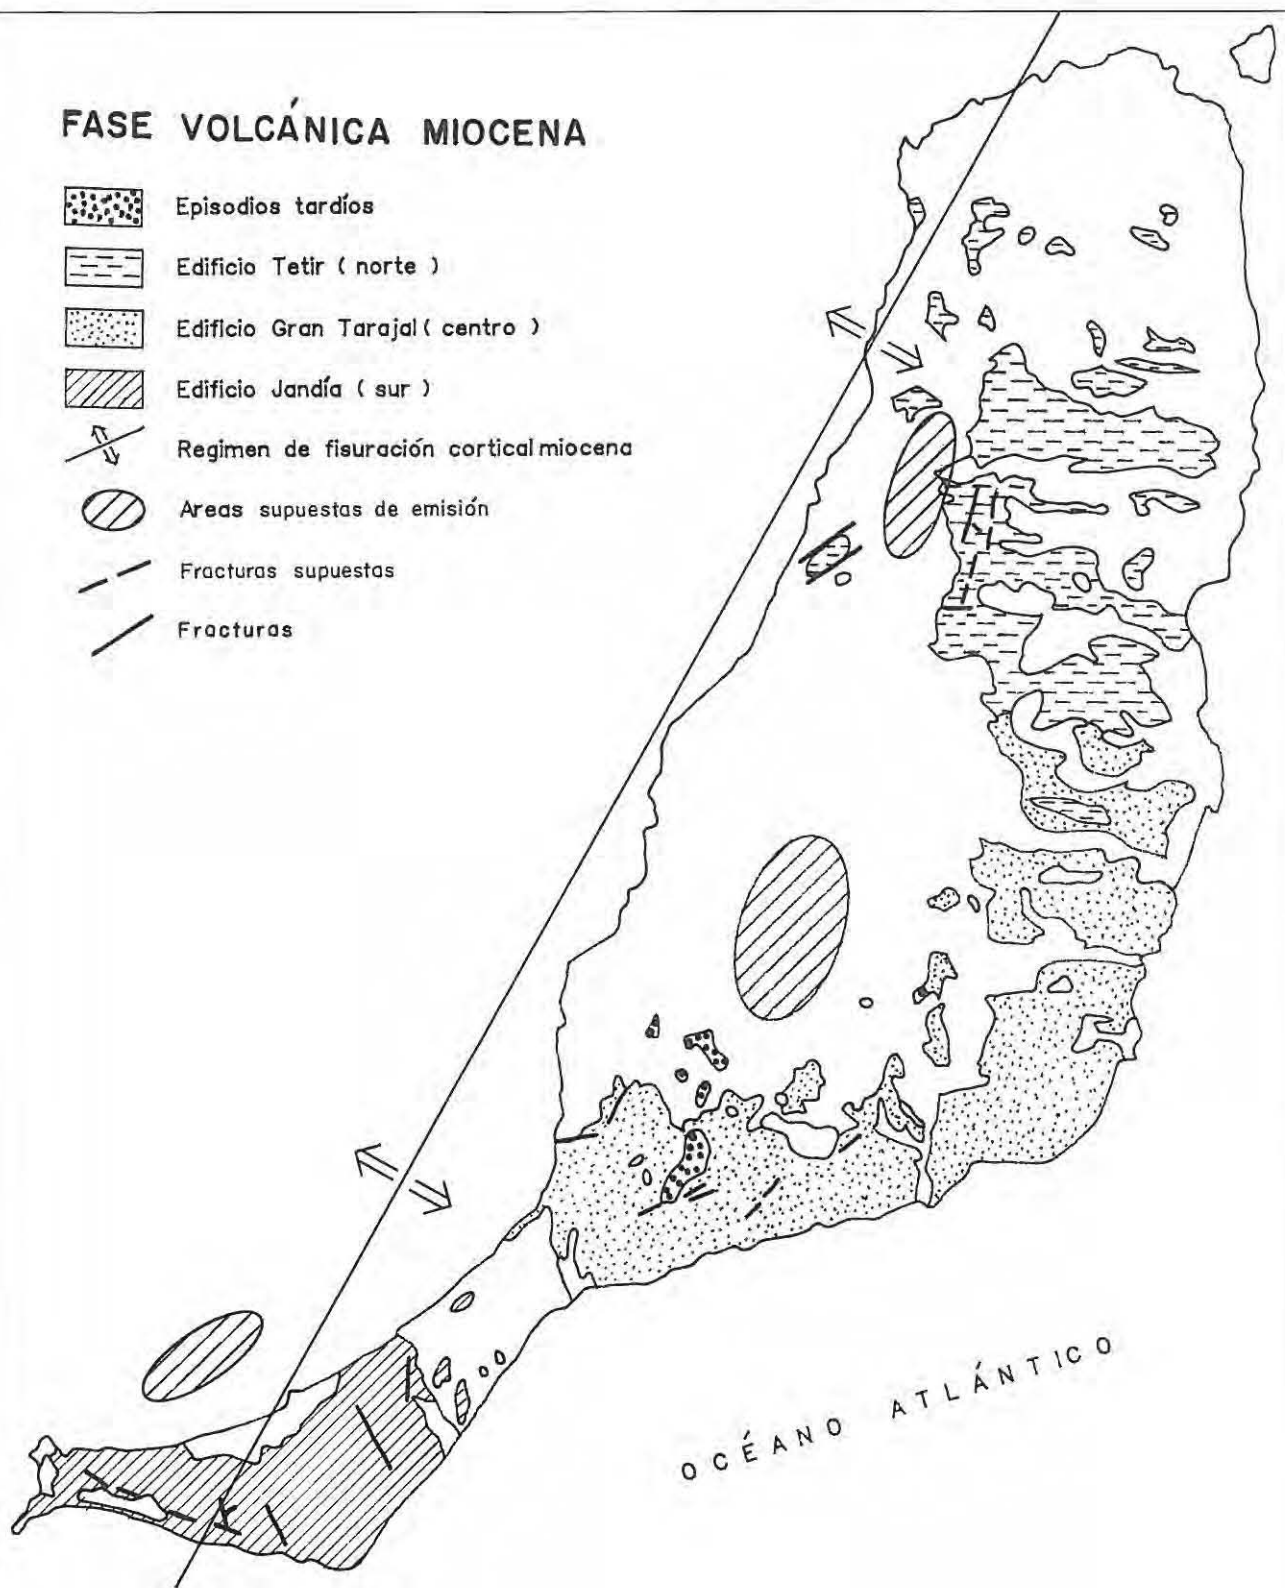 FASE VOLCÁNICA MIOCENA
Episodios tardíos
Edificio Tetir ( norte )
Edificio Gran Tarajal ( centro )
Edificio Jandía ( sur )
Regimen de fisuración cortical miocena
Areas supuestas de emisión
Fracturas supuestas
Fracturas
OCÉANO ATLÁNTICO